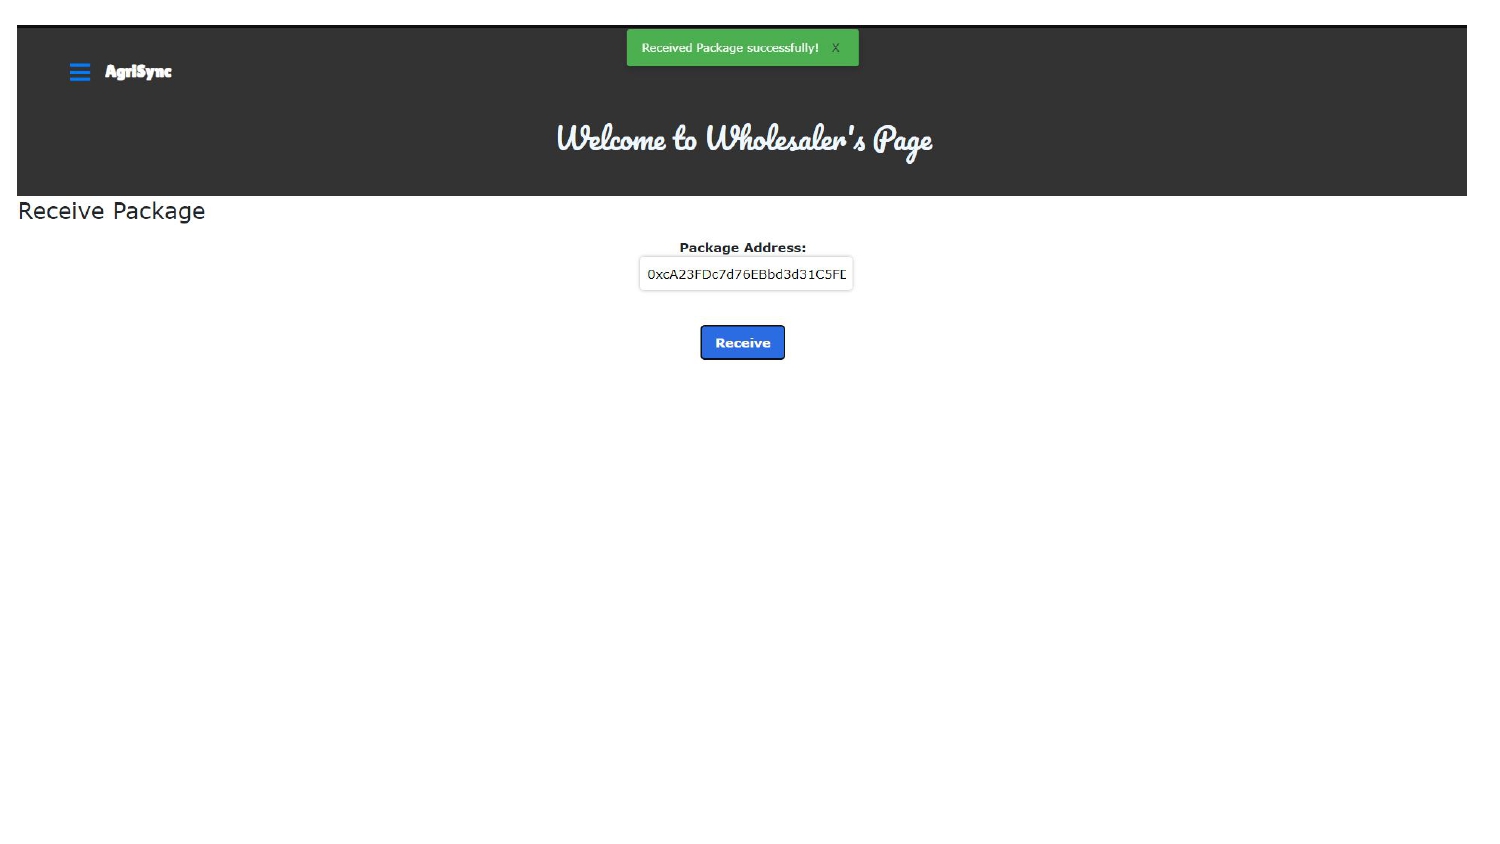 Received Package successfully! X
AgriSync
Welcome to Wholesaler's Page
Receive Package
Package Address:
0xcA23FDc7d76EBbd3d31C5FE
Receive